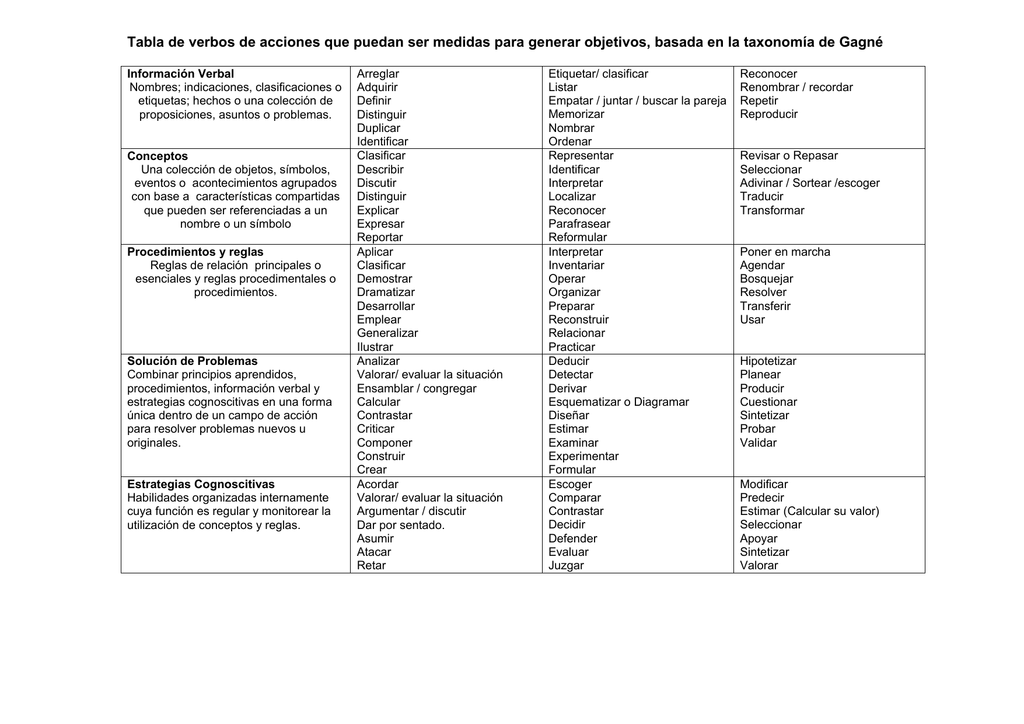 Tabla de verbos de acciones que puedan ser medidas para generar objetivos, basada en la taxonomía de Gagné
Información Verbal
Nombres; indicaciones, clasificaciones o
etiquetas; hechos o una colección de
proposiciones, asuntos o problemas.
Arreglar
Adquirir
Definir
Distinguir
Duplicar
Identificar
Etiquetar/ clasificar
Listar
Empatar / juntar / buscar la pareja
Memorizar
Nombrar
Ordenar
Reconocer
Renombrar / recordar
Repetir
Reproducir
Conceptos
Una colección de objetos, símbolos,
eventos o  acontecimientos agrupados
con base a  características compartidas
que pueden ser referenciadas a un
nombre o un símbolo
Clasificar
Describir
Discutir
Distinguir
Explicar
Expresar
Reportar
Representar
Identificar
Interpretar
Localizar
Reconocer
Parafrasear
Reformular
Revisar o Repasar
Seleccionar
Adivinar / Sortear /escoger
Traducir
Transformar
Procedimientos y reglas
Reglas de relación  principales o
esenciales y reglas procedimentales o
procedimientos.
Aplicar
Clasificar
Demostrar
Dramatizar
Desarrollar
Emplear
Generalizar
Ilustrar
Interpretar
Inventariar
Operar
Organizar
Preparar
Reconstruir
Relacionar
Practicar
Poner en marcha
Agendar
Bosquejar
Resolver
Transferir
Usar
Solución de Problemas
Combinar principios aprendidos,
procedimientos, información verbal y
estrategias cognoscitivas en una forma
única dentro de un campo de acción
para resolver problemas nuevos u
originales.
Analizar
Valorar/ evaluar la situación
Ensamblar / congregar
Calcular
Contrastar
Criticar
Componer
Construir
Crear
Deducir
Detectar
Derivar
Esquematizar o Diagramar
Diseñar
Estimar
Examinar
Experimentar
Formular
Hipotetizar
Planear
Producir
Cuestionar
Sintetizar
Probar
Validar
Estrategias Cognoscitivas
Habilidades organizadas internamente
cuya función es regular y monitorear la
utilización de conceptos y reglas.
Acordar
Valorar/ evaluar la situación
Argumentar / discutir
Dar por sentado.
Asumir
Atacar
Retar
Escoger
Comparar
Contrastar
Decidir
Defender
Evaluar
Juzgar
Modificar
Predecir
Estimar (Calcular su valor)
Seleccionar
Apoyar
Sintetizar
Valorar